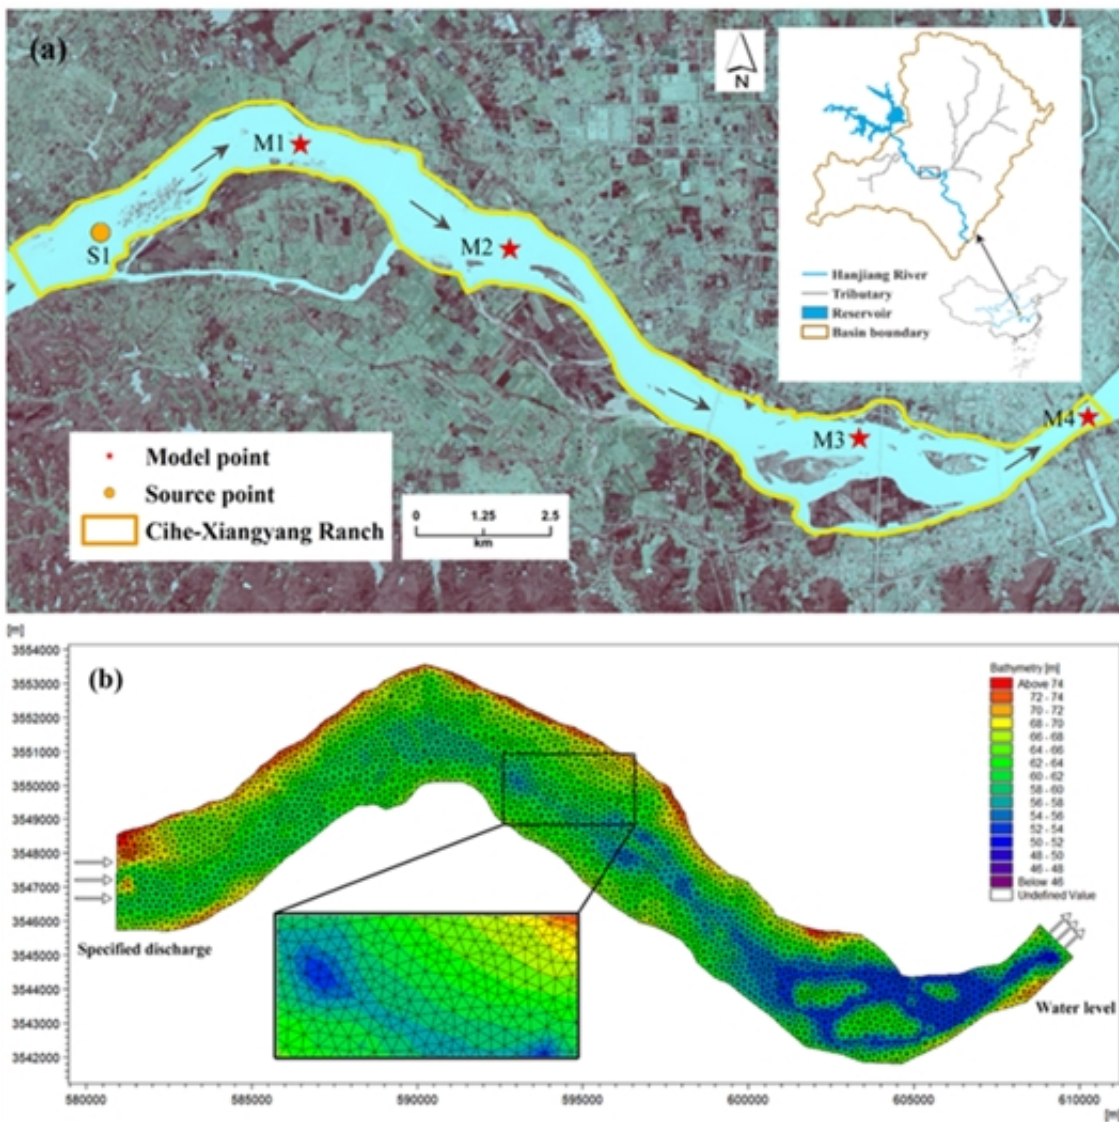 (a)
N
M1
S1
M2
M3
M4
Hanjiang River
Tributary
Reservoir
Basin boundary
Model point
Source point
Cihe-Xiangyang Ranch
0 1.25 2.5
km
[m]
(b)
3554000
3553000
3552000
3551000
3550000
3549000
3548000
3547000
3546000
3545000
3544000
3543000
3542000
Bathymetry [m]
Above 74
72 - 74
70 - 72
68 - 70
66 - 68
64 - 66
62 - 64
60 - 62
58 - 60
56 - 58
54 - 56
52 - 54
50 - 52
48 - 50
46 - 48
Below 46
Undefined Value
Specified discharge
Water level
580000 585000 590000 595000 600000 605000 610000
[m]